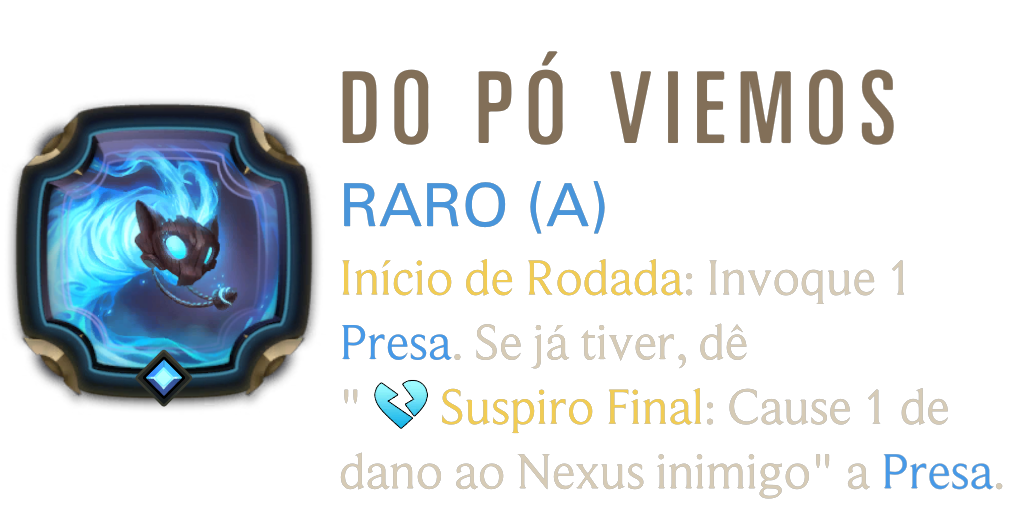 DO PÓ VIEMOS
RARO (A)
Início de Rodada: Invoque 1
Presa. Se já tiver, dê
" Suspiro Final: Cause 1 de
dano ao Nexus inimigo" a Presa.